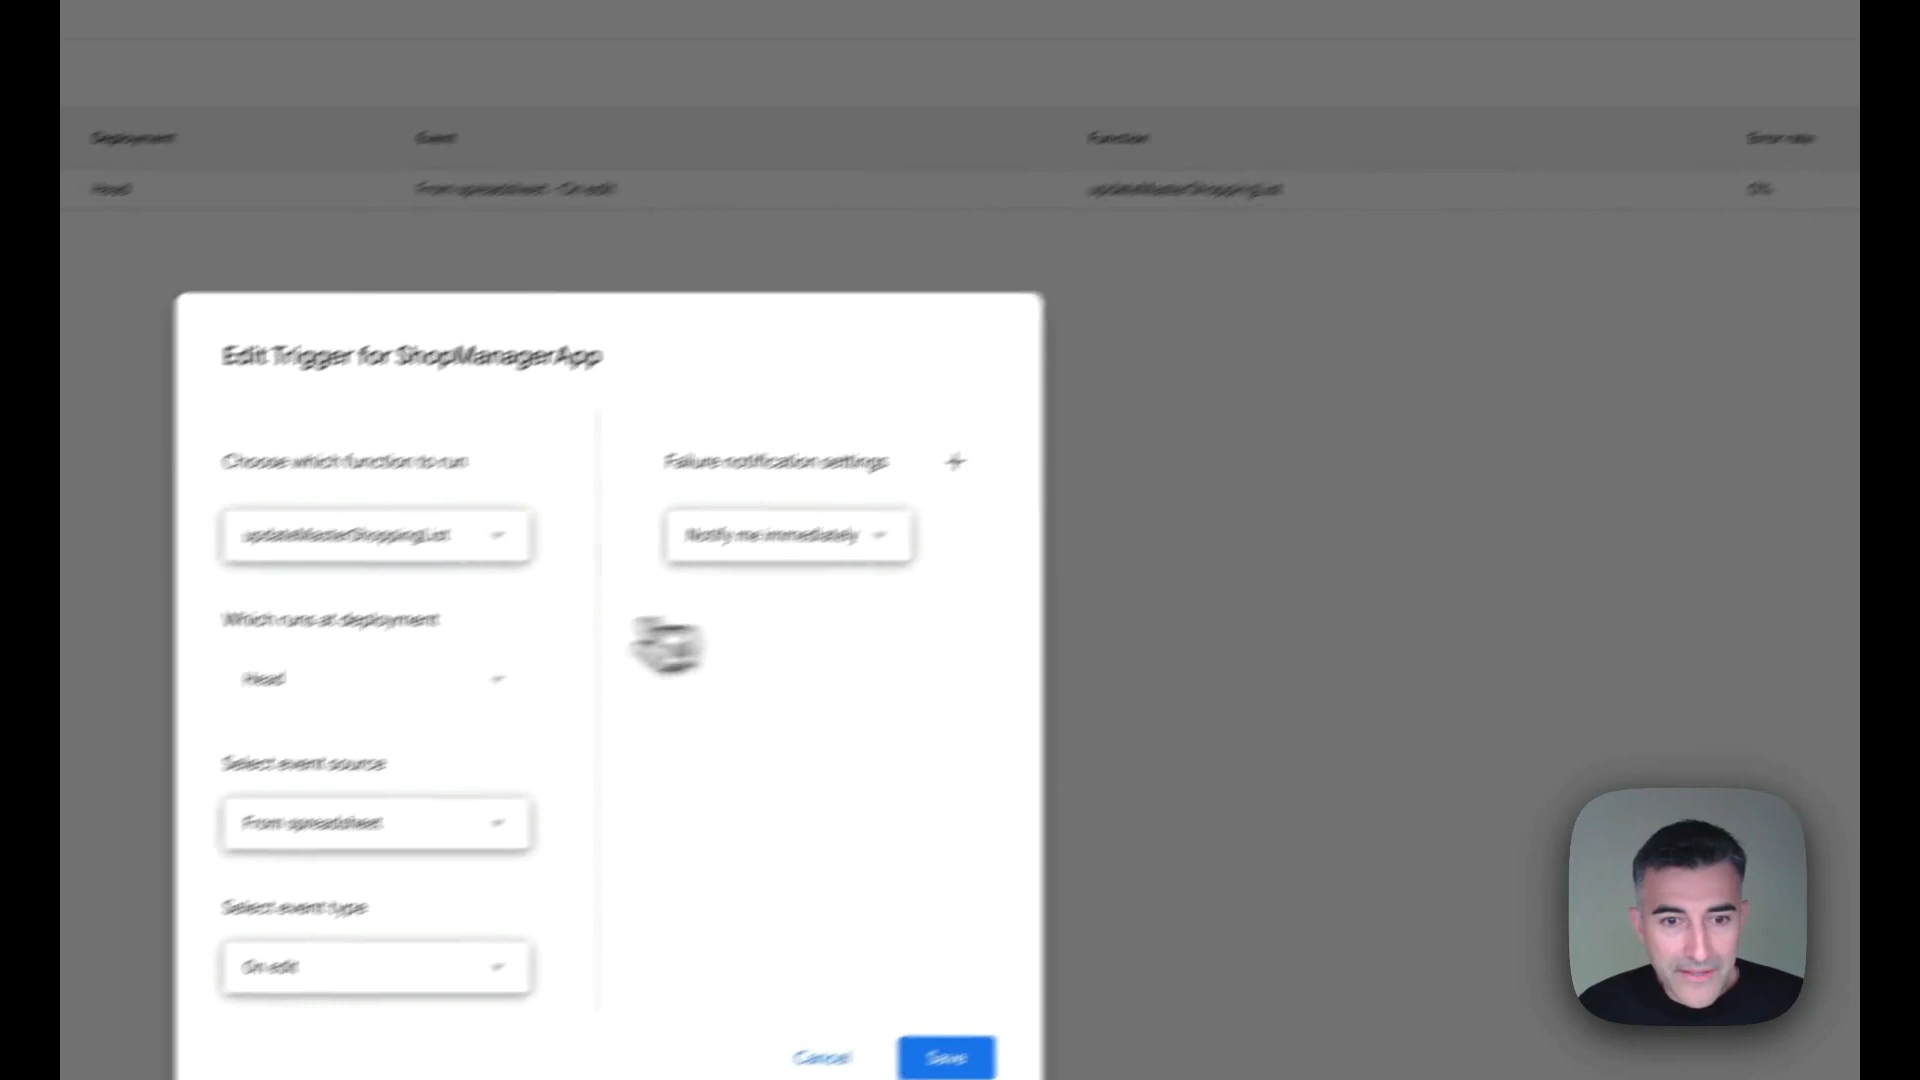 Deployment Event Function Error rate
Head From spreadsheet - On edit updateMasterShoppingList 0%
Edit Trigger for ShopManagerApp
Choose which function to run
Failure notification settings +
updateMasterShoppingList
Notify me immediately
Which runs at deployment
Head
Select event source
From spreadsheet
Select event type
On edit
Cancel Save